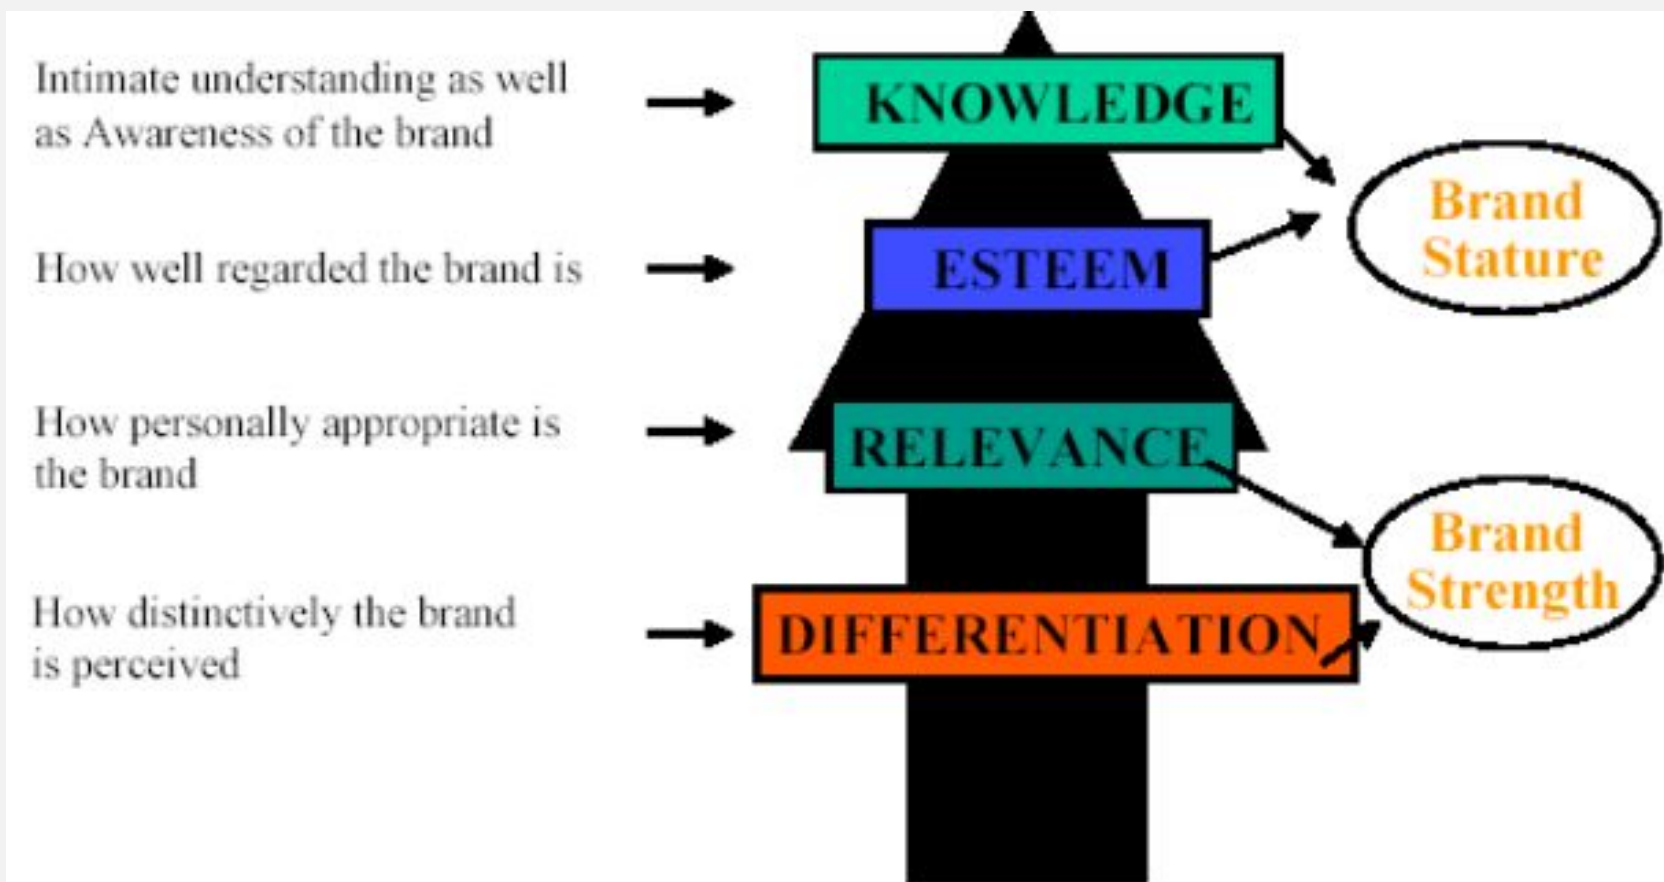 Intimate understanding as well
as Awareness of the brand
KNOWLEDGE
Brand
Stature
How well regarded the brand is
ESTEEM
How personally appropriate is
the brand
RELEVANCE
Brand
Strength
How distinctively the brand
is perceived
DIFFERENTIATION